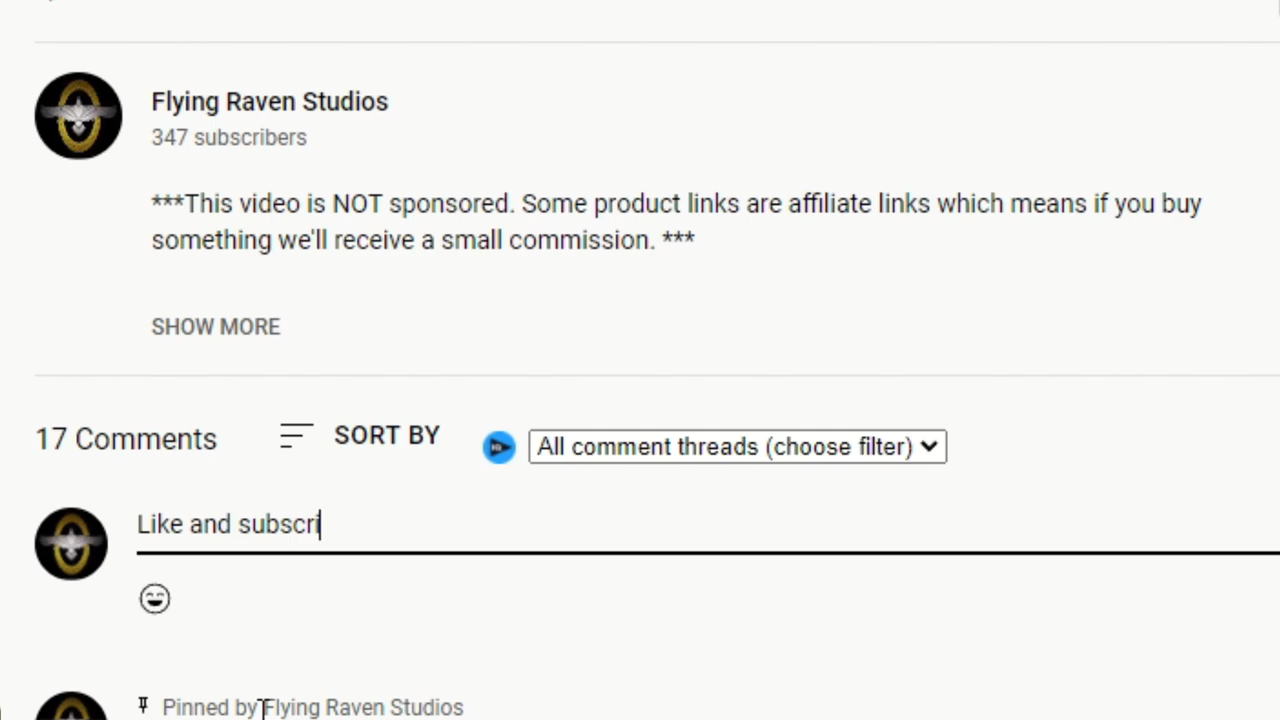 Flying Raven Studios
347 subscribers
***This video is NOT sponsored. Some product links are affiliate links which means if you buy
something we'll receive a small commission. ***
SHOW MORE
17 Comments
SORT BY
All comment threads (choose filter)
Like and subscri
Pinned by Flying Raven Studios